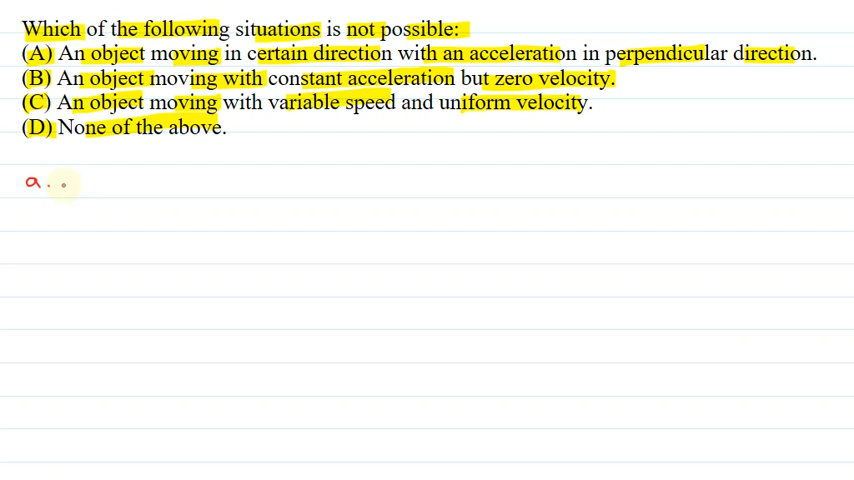 Which of the following situations is not possible:
(A) An object moving in certain direction with an acceleration in perpendicular direction.
(B) An object moving with constant acceleration but zero velocity.
(C) An object moving with variable speed and uniform velocity.
(D) None of the above.
a.